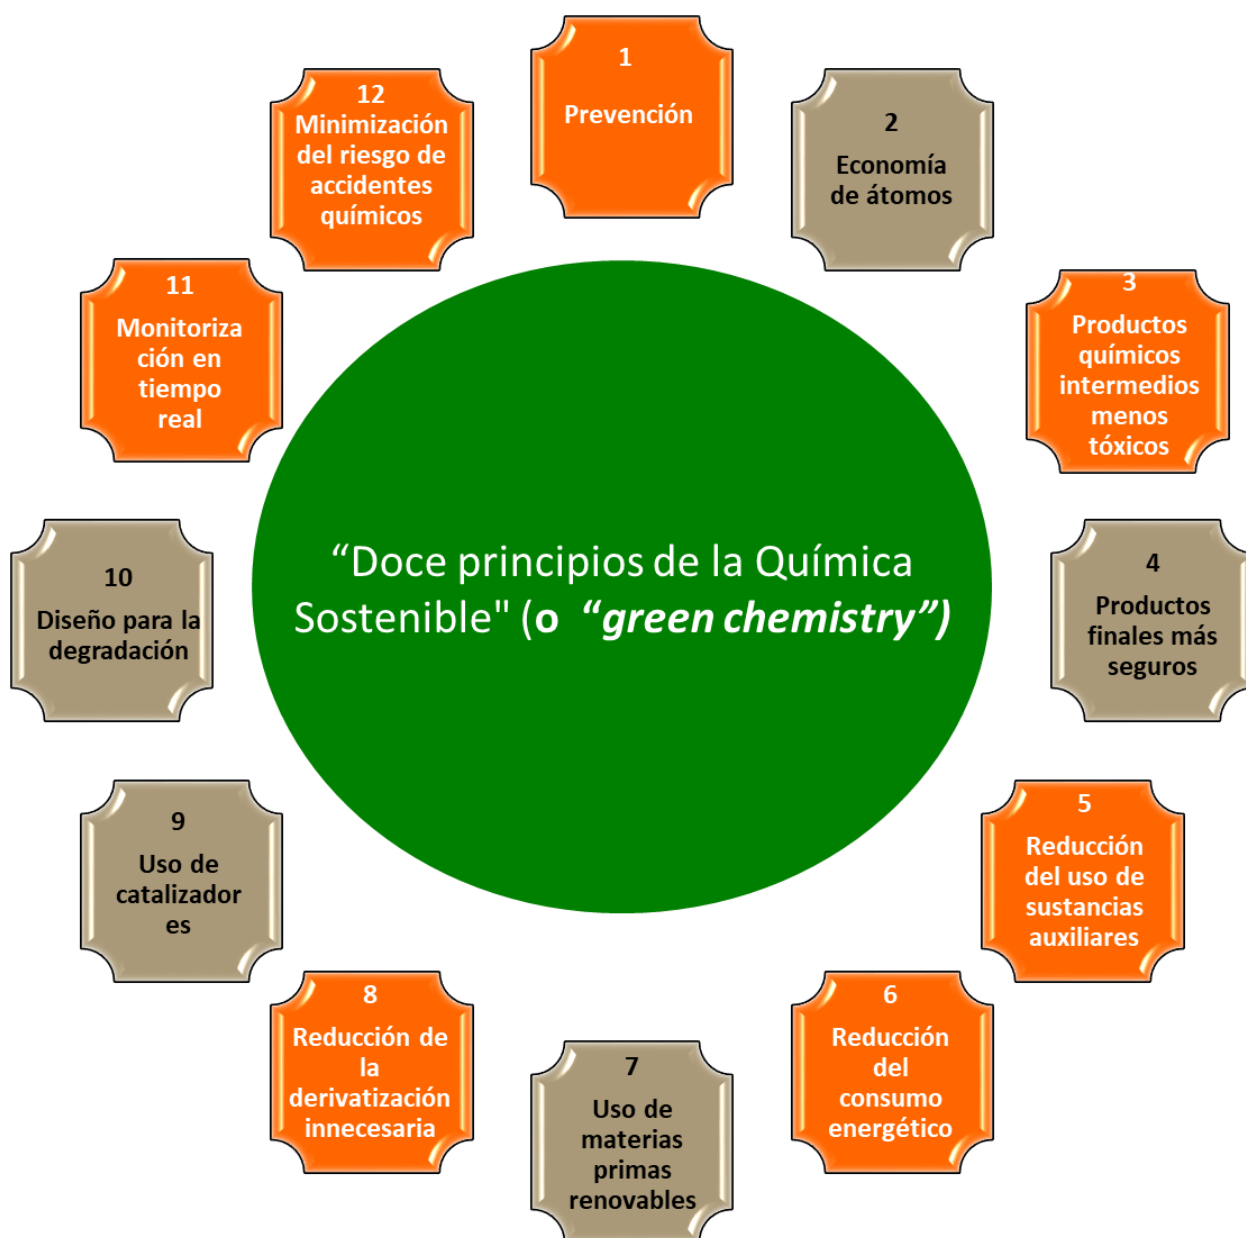 1
Prevención
2
Economía
de átomos
3
Productos
químicos
intermedios
menos
tóxicos
4
Productos
finales más
seguros
5
Reducción
del uso de
sustancias
auxiliares
6
Reducción
del
consumo
energético
7
Uso de
materias
primas
renovables
8
Reducción de
la
derivatización
innecesaria
9
Uso de
catalizador
es
10
Diseño para la
degradación
11
Monitoriza
ción en
tiempo
real
12
Minimización
del riesgo de
accidentes
químicos
“Doce principios de la Química
Sostenible" (o “green chemistry”)